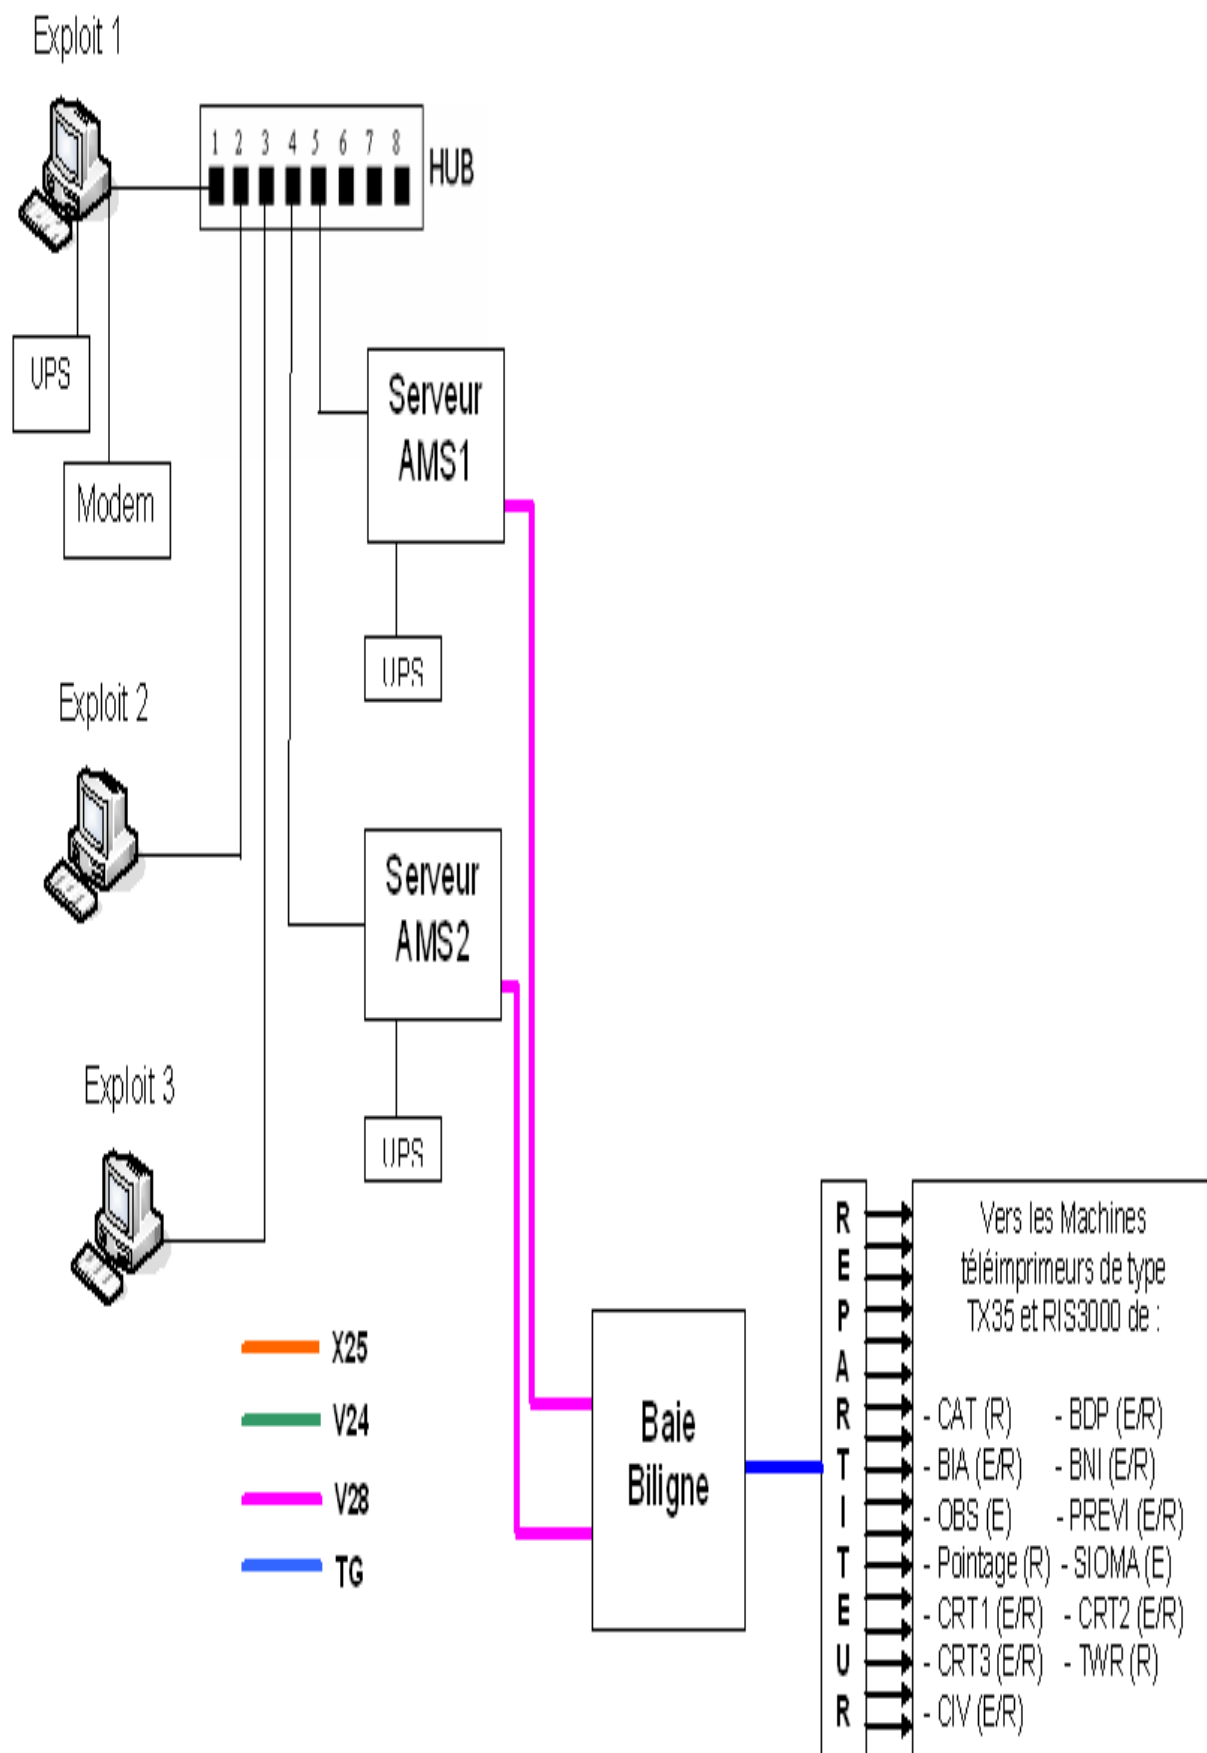 Exploit 1
1 2 3 4 5 6 7 8
HUB
UPS
Modem
Serveur
AMS1
UPS
Exploit 2
Serveur
AMS2
UPS
Exploit 3
X25
V24
V28
TG
Baie
Biligne
REPARTITEUR
Vers les Machines
téléimprimeurs de type
TX35 et RIS3000 de :
- CAT (R) - BDP (E/R)
- BIA (E/R) - BNI (E/R)
- OBS (E) - PREVI (E/R)
- Pointage (R) - SIOMA (E)
- CRT1 (E/R) - CRT2 (E/R)
- CRT3 (E/R) - TWR (R)
- CIV (E/R)